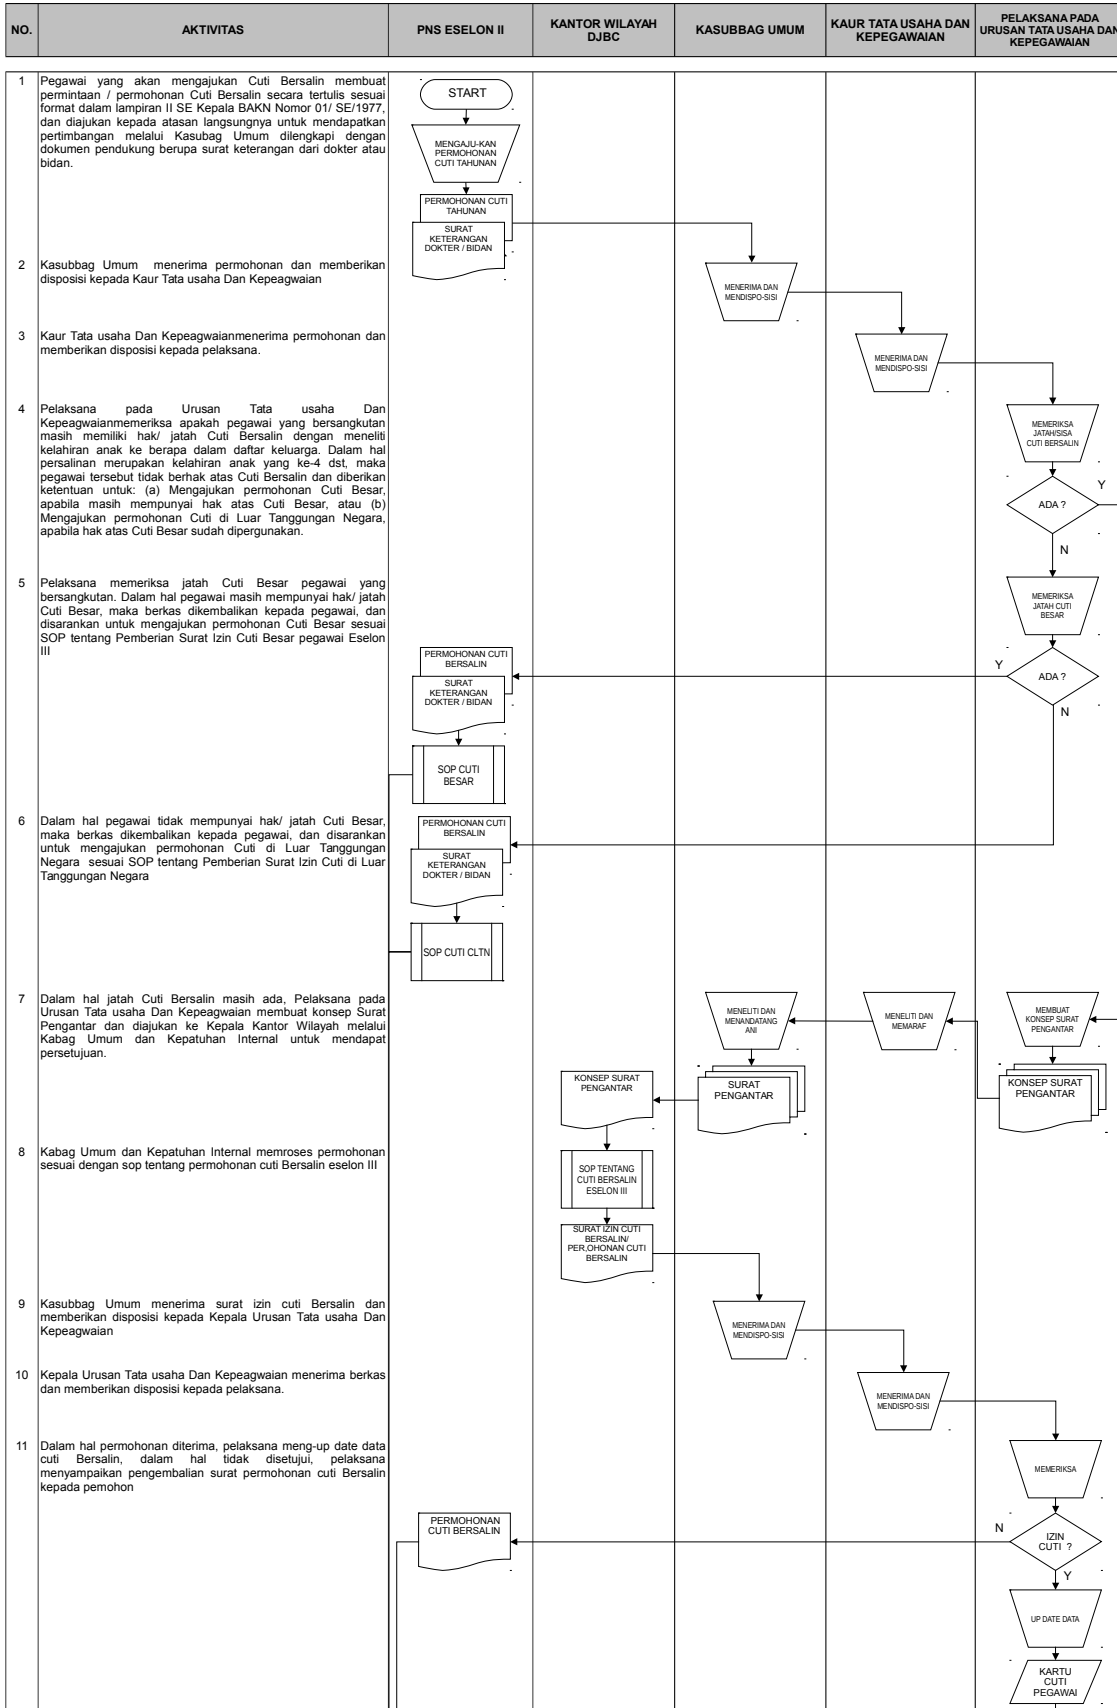 NO.
AKTIVITAS
PNS ESELON II
KANTOR WILAYAH
DJBC
KASUBBAG UMUM
KAUR TATA USAHA DAN
KEPEGAWAIAN
PELAKSANA PADA
URUSAN TATA USAHA DAN
KEPEGAWAIAN
1 Pegawai yang akan mengajukan Cuti Bersalin membuat
permintaan / permohonan Cuti Bersalin secara tertulis sesuai
format dalam lampiran II SE Kepala BAKN Nomor 01/ SE/1977,
dan diajukan kepada atasan langsungnya untuk mendapatkan
pertimbangan melalui Kasubag Umum dilengkapi dengan
dokumen pendukung berupa surat keterangan dari dokter atau
bidan.
START
MENGAJU-KAN
PERMOHONAN
CUTI TAHUNAN
PERMOHONAN CUTI
TAHUNAN
SURAT
KETERANGAN
DOKTER / BIDAN
2 Kasubbag Umum menerima permohonan dan memberikan
disposisi kepada Kaur Tata usaha Dan Kepeagwaian
MENERIMA DAN
MENDISPO-SISI
3 Kaur Tata usaha Dan Kepeagwaianmenerima permohonan dan
memberikan disposisi kepada pelaksana.
MENERIMA DAN
MENDISPO-SISI
4 Pelaksana pada Urusan Tata usaha Dan
Kepeagwaianmemeriksa apakah pegawai yang bersangkutan
masih memiliki hak/ jatah Cuti Bersalin dengan meneliti
kelahiran anak ke berapa dalam daftar keluarga. Dalam hal
persalinan merupakan kelahiran anak yang ke-4 dst, maka
pegawai tersebut tidak berhak atas Cuti Bersalin dan diberikan
ketentuan untuk: (a) Mengajukan permohonan Cuti Besar,
apabila masih mempunyai hak atas Cuti Besar, atau (b)
Mengajukan permohonan Cuti di Luar Tanggungan Negara,
apabila hak atas Cuti Besar sudah dipergunakan.
MEMERIKSA
JATAH/SISA
CUTI BERSALIN
ADA ?
Y
N
5 Pelaksana memeriksa jatah Cuti Besar pegawai yang
bersangkutan. Dalam hal pegawai masih mempunyai hak/ jatah
Cuti Besar, maka berkas dikembalikan kepada pegawai, dan
disarankan untuk mengajukan permohonan Cuti Besar sesuai
SOP tentang Pemberian Surat Izin Cuti Besar pegawai Eselon
III
MEMERIKSA
JATAH CUTI
BESAR
ADA ?
Y
N
PERMOHONAN CUTI
BERSALIN
SURAT
KETERANGAN
DOKTER / BIDAN
SOP CUTI
BESAR
6 Dalam hal pegawai tidak mempunyai hak/ jatah Cuti Besar,
maka berkas dikembalikan kepada pegawai, dan disarankan
untuk mengajukan permohonan Cuti di Luar Tanggungan
Negara sesuai SOP tentang Pemberian Surat Izin Cuti di Luar
Tanggungan Negara
PERMOHONAN CUTI
BERSALIN
SURAT
KETERANGAN
DOKTER / BIDAN
SOP CUTI CLTN
7 Dalam hal jatah Cuti Bersalin masih ada, Pelaksana pada
Urusan Tata usaha Dan Kepeagwaian membuat konsep Surat
Pengantar dan diajukan ke Kepala Kantor Wilayah melalui
Kabag Umum dan Kepatuhan Internal untuk mendapat
persetujuan.
MENELITI DAN
MENANDATANG
ANI
MENELITI DAN
MEMARAF
MEMBUAT
KONSEP SURAT
PENGANTAR
KONSEP SURAT
PENGANTAR
SURAT
PENGANTAR
KONSEP SURAT
PENGANTAR
8 Kabag Umum dan Kepatuhan Internal memroses permohonan
sesuai dengan sop tentang permohonan cuti Bersalin eselon III
SOP TENTANG
CUTI BERSALIN
ESELON III
SURAT IZIN CUTI
BERSALIN/
PER,OHONAN CUTI
BERSALIN
9 Kasubbag Umum menerima surat izin cuti Bersalin dan
memberikan disposisi kepada Kepala Urusan Tata usaha Dan
Kepeagwaian
MENERIMA DAN
MENDISPO-SISI
10 Kepala Urusan Tata usaha Dan Kepeagwaian menerima berkas
dan memberikan disposisi kepada pelaksana.
MENERIMA DAN
MENDISPO-SISI
11 Dalam hal permohonan diterima, pelaksana meng-up date data
cuti Bersalin, dalam hal tidak disetujui, pelaksana
menyampaikan pengembalian surat permohonan cuti Bersalin
kepada pemohon
MEMERIKSA
PERMOHONAN
CUTI BERSALIN
N
IZIN
CUTI ?
Y
UP DATE DATA
KARTU
CUTI
PEGAWAI